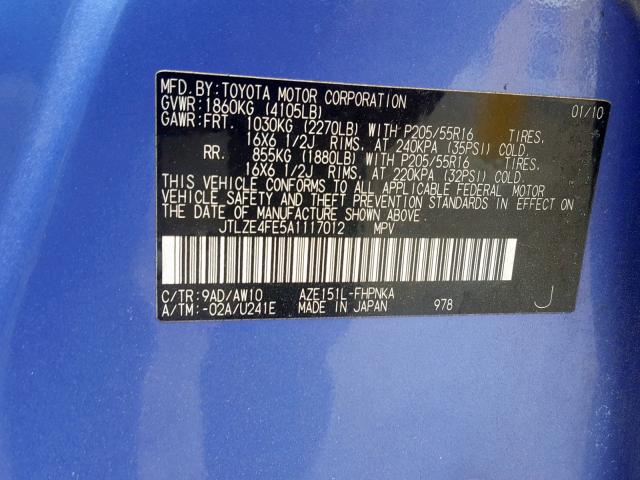 MFD.BY:TOYOTA MOTOR CORPORATION 01/10
GVWR:1860KG (4105LB)
GAWR:FRT. 1030KG (2270LB) WITH P205/55R16 TIRES,
16X6 1/2J RIMS, AT 240KPA (35PSI) COLD.
RR. 855KG (1880LB) WITH P205/55R16 TIRES,
16X6 1/2J RIMS, AT 220KPA (32PSI) COLD.
THIS VEHICLE CONFORMS TO ALL APPLICABLE FEDERAL MOTOR
VEHICLE SAFETY AND THEFT PREVENTION STANDARDS IN EFFECT
ON THE DATE OF MANUFACTURE SHOWN ABOVE.
JTLZE4FE5A1117012 MPV
C/TR:9AD/AW10 AZE151L-FHPNKA J
A/TM:-02A/U241E MADE IN JAPAN 978